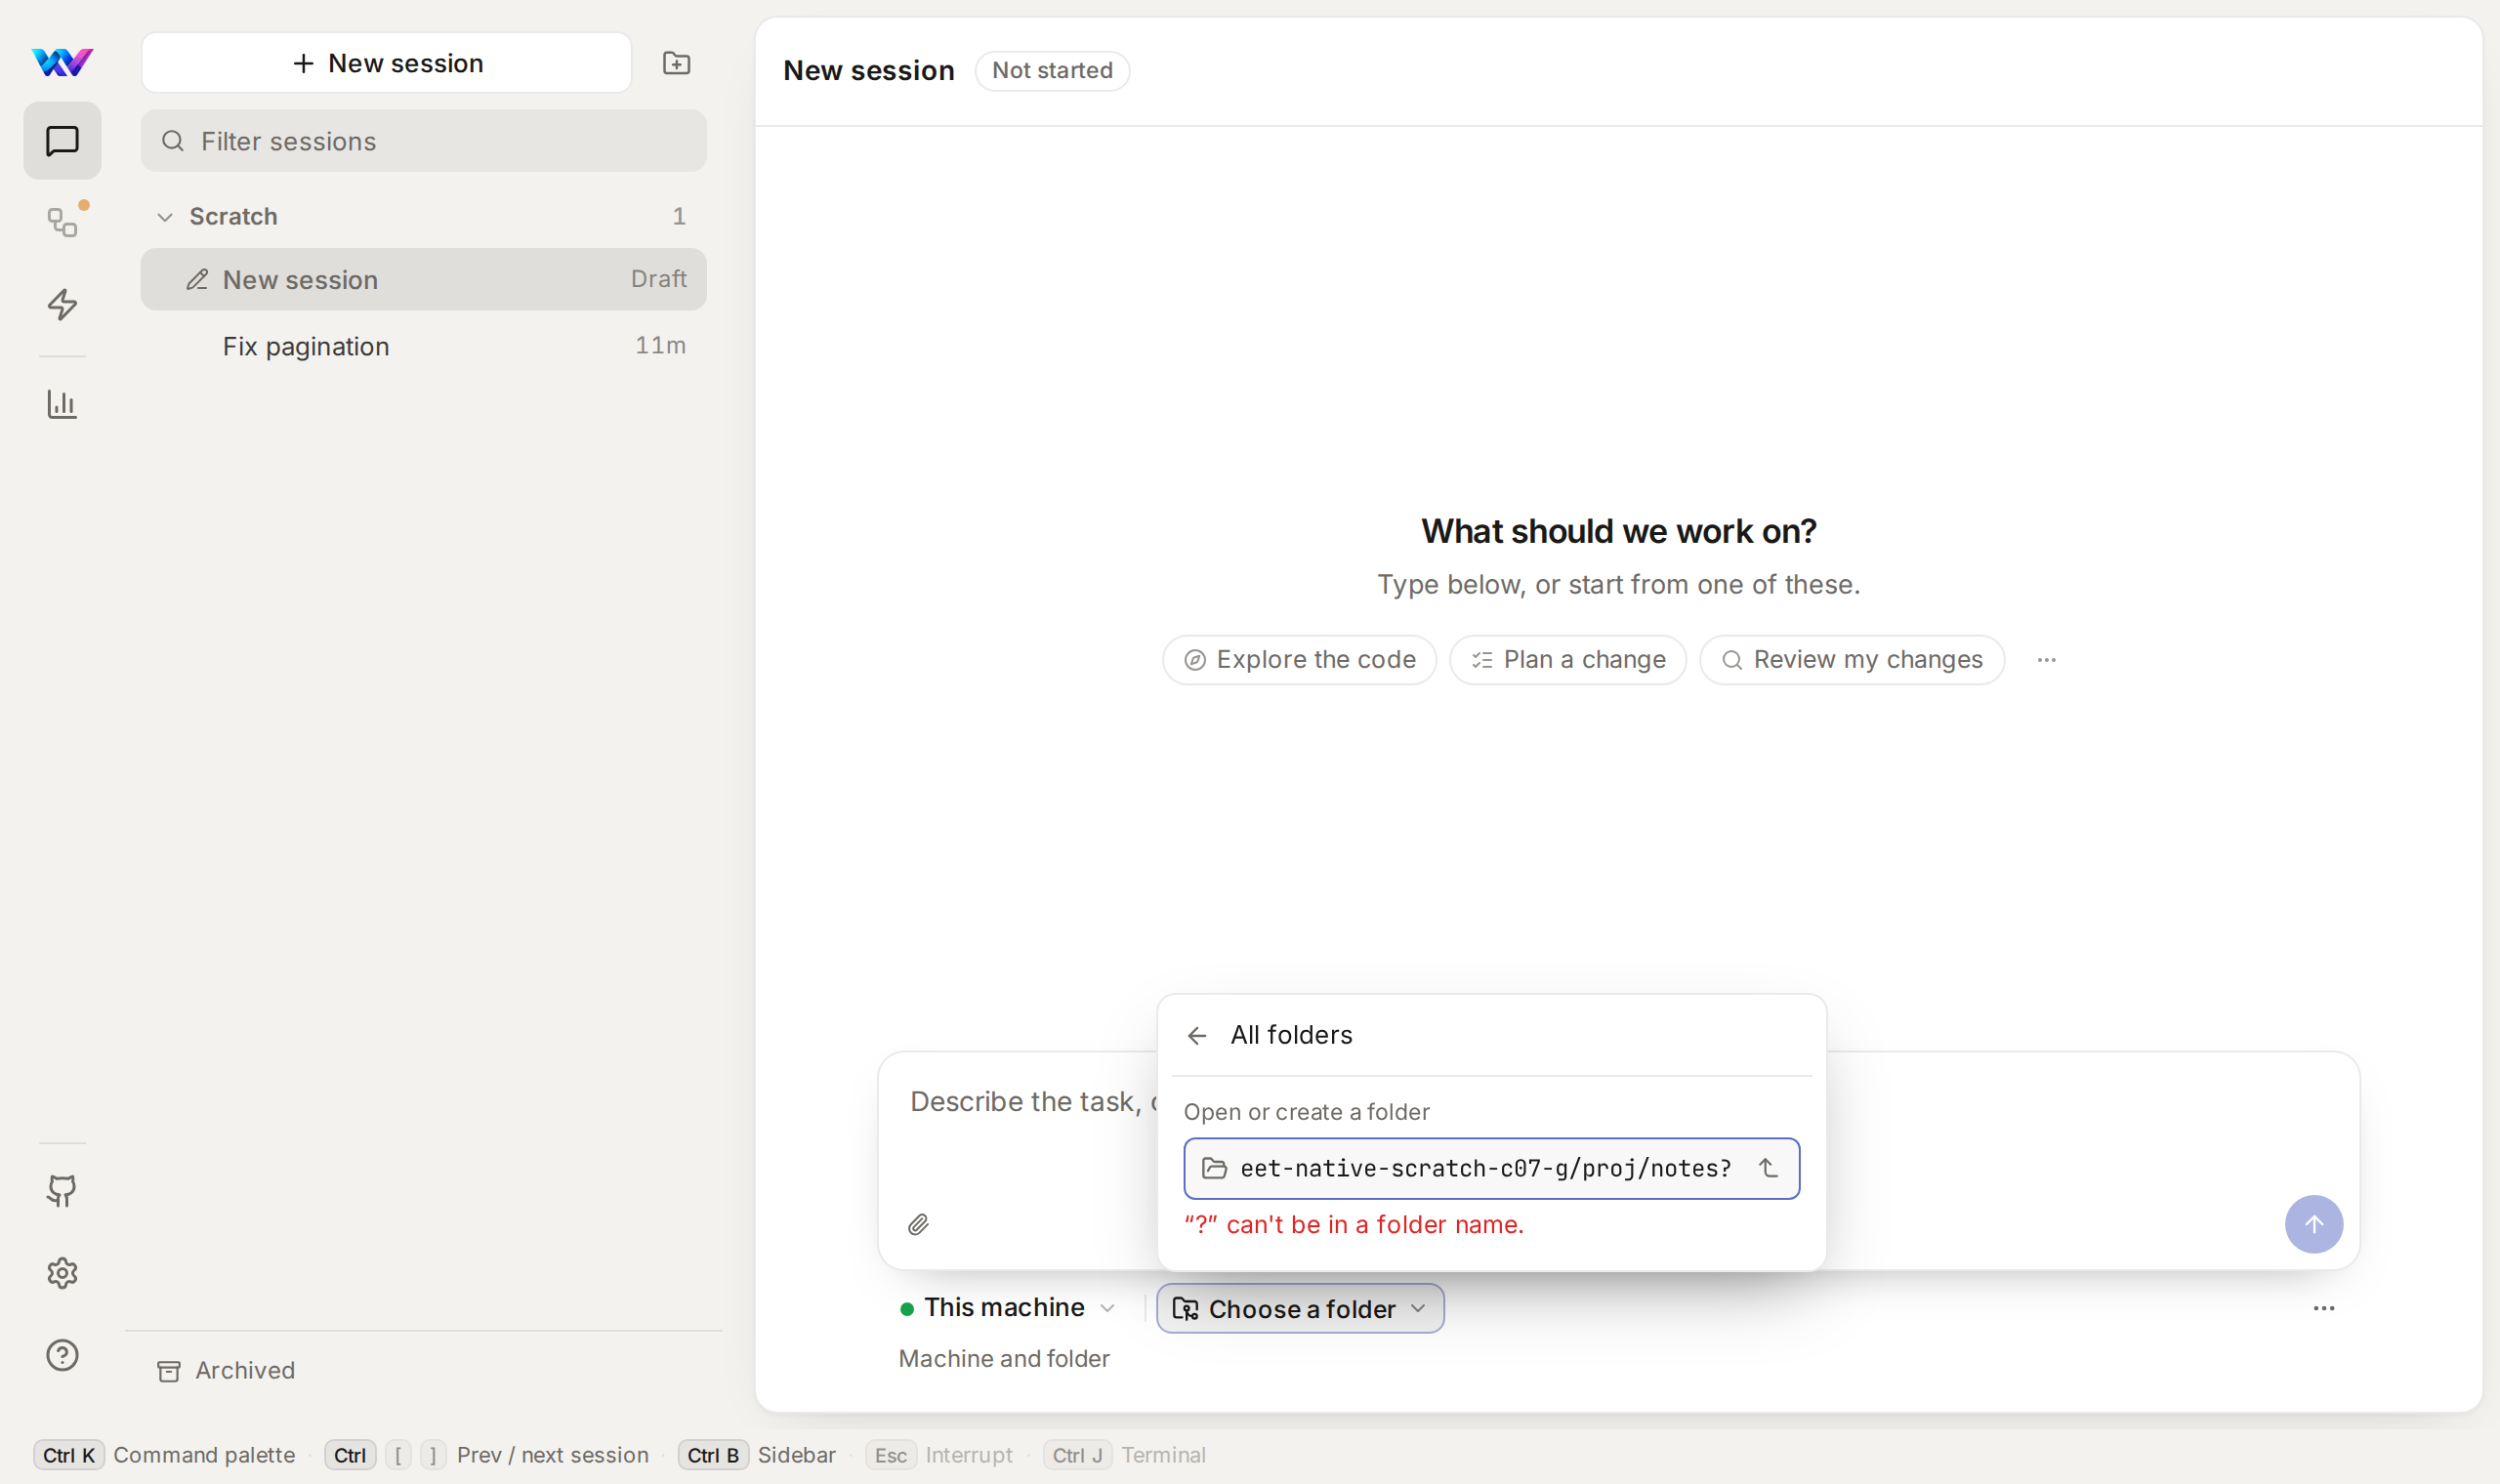 New session
Filter sessions
Scratch 1
New session Draft
Fix pagination 11m
Archived
New session Not started
What should we work on?
Type below, or start from one of these.
Explore the code Plan a change Review my changes
All folders
Open or create a folder
eet-native-scratch-c07-g/proj/notes?
“?” can't be in a folder name.
Describe the task,
This machine Choose a folder
Machine and folder
Ctrl K Command palette · Ctrl [ ] Prev / next session · Ctrl B Sidebar · Esc Interrupt · Ctrl J Terminal